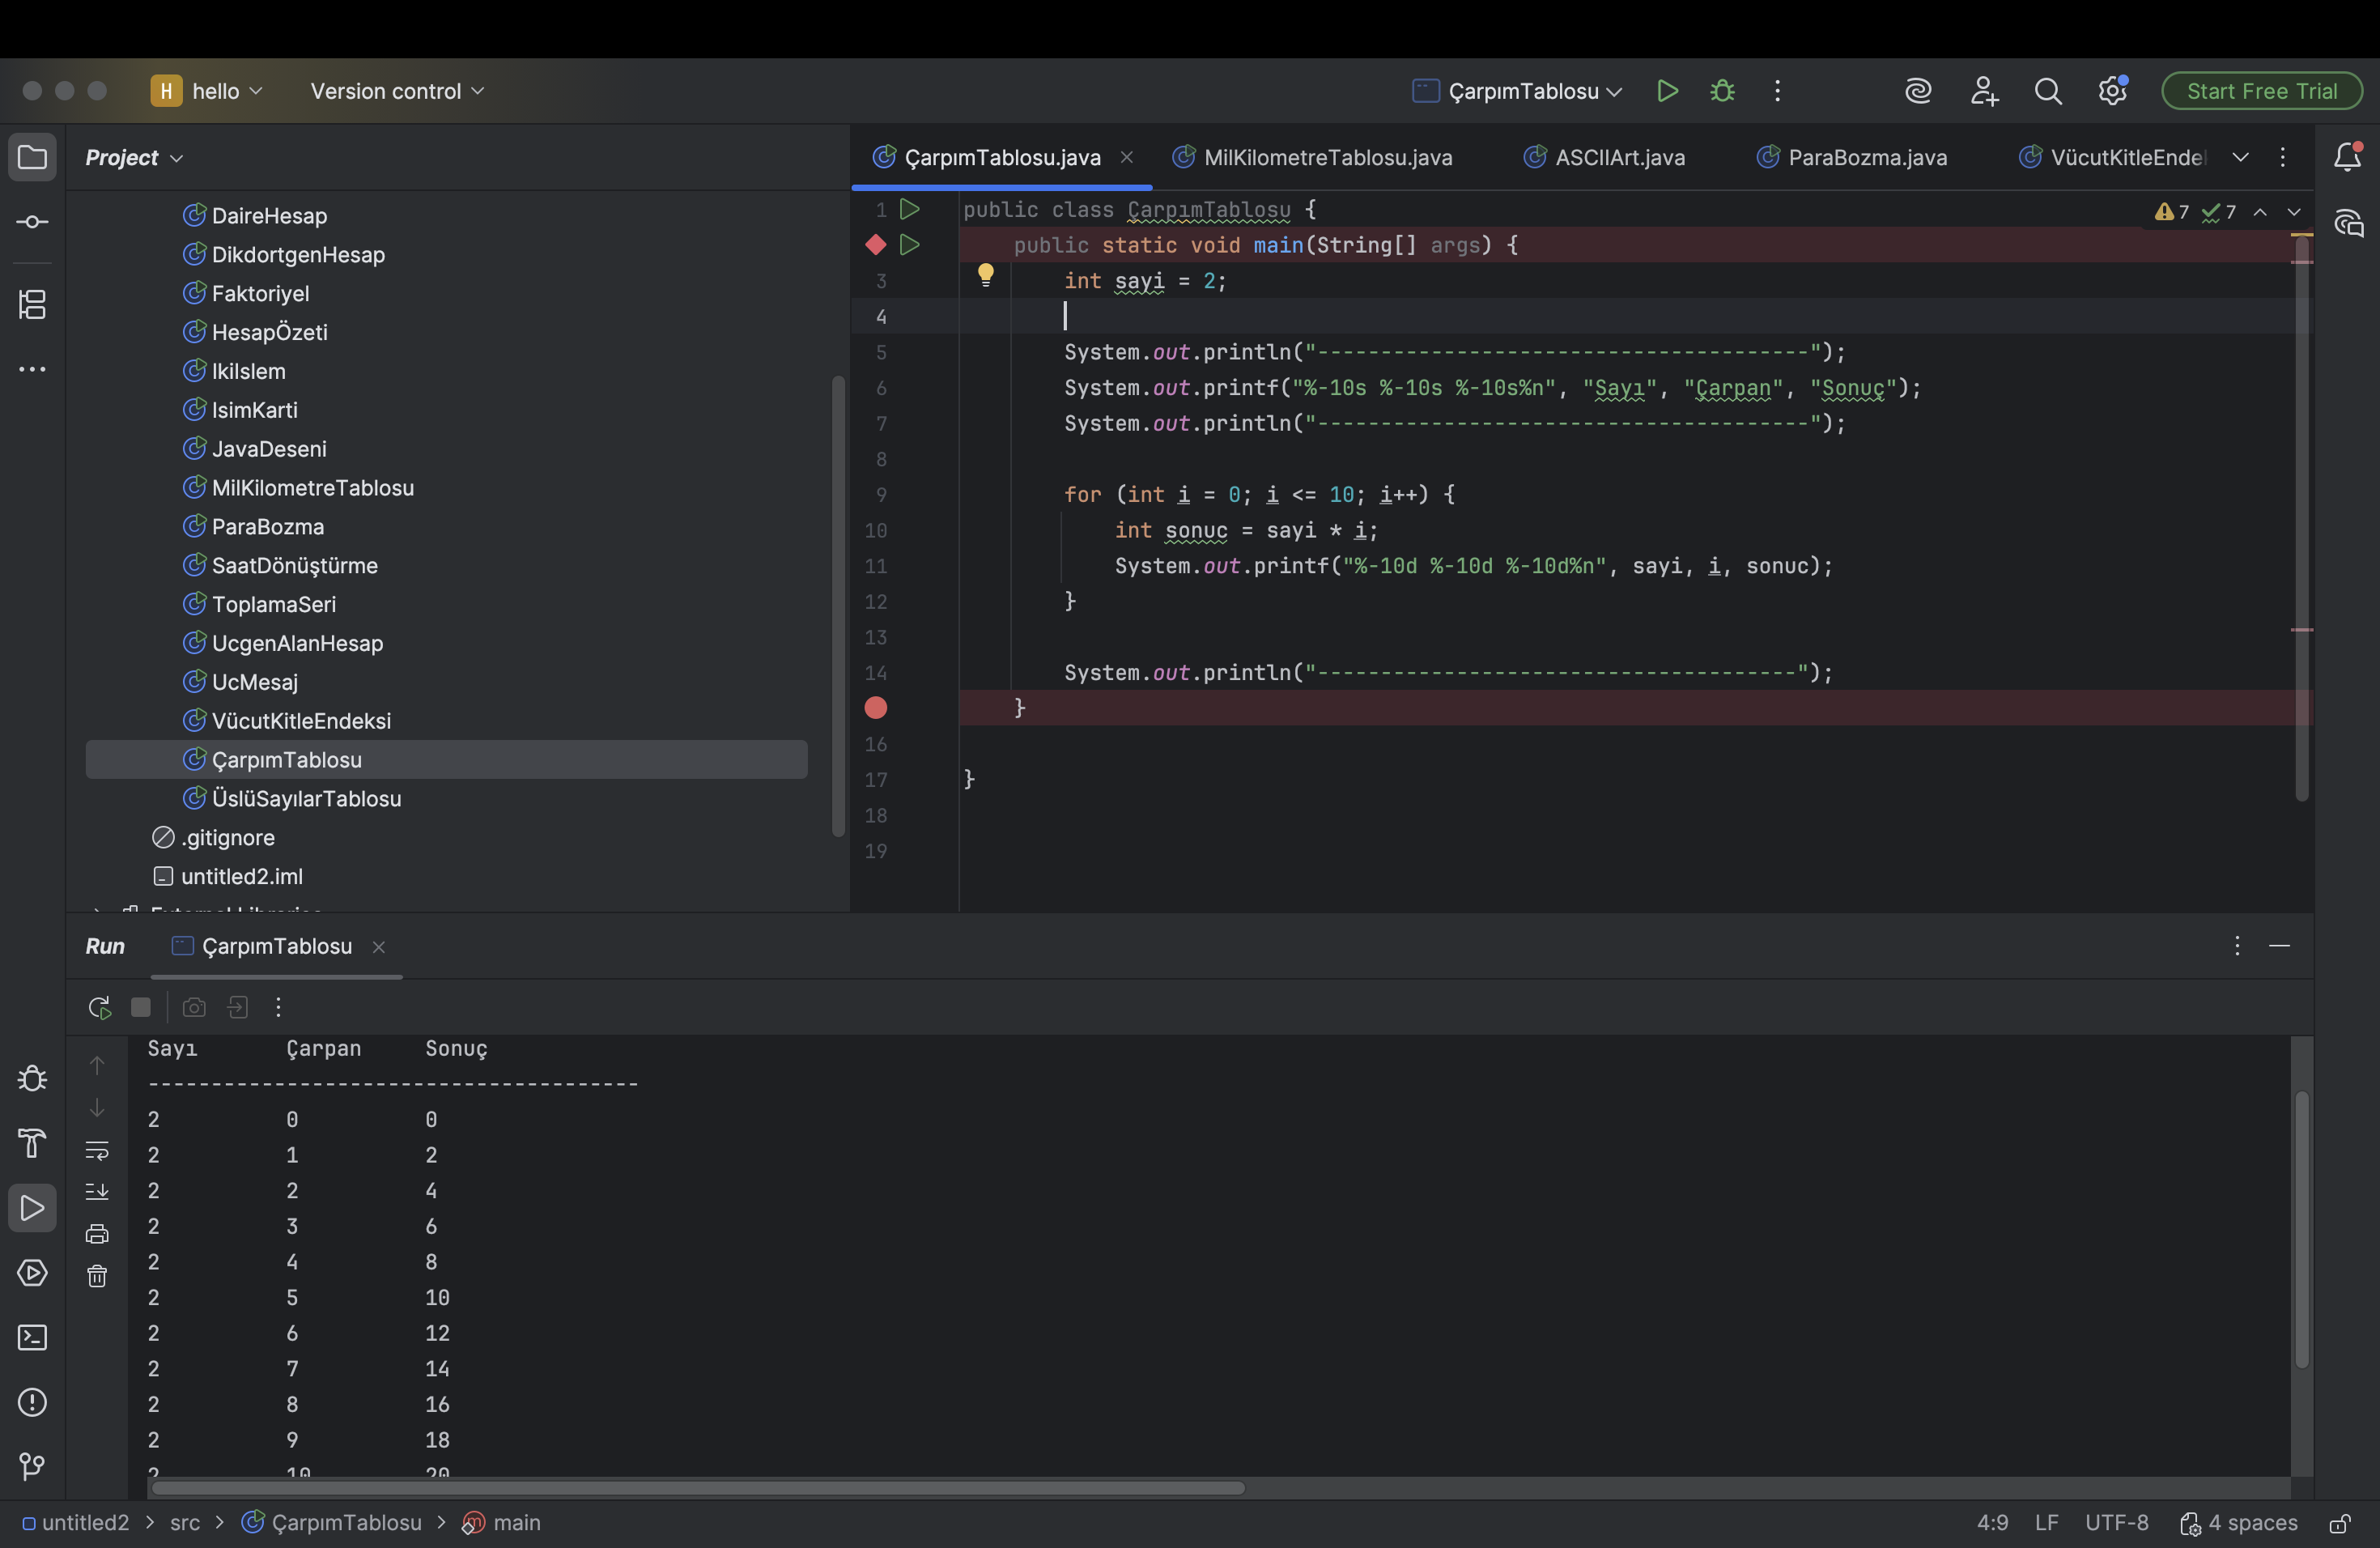 H hello Version control ÇarpımTablosu Start Free Trial
Project
ÇarpımTablosu.java MilKilometreTablosu.java ASCIIArt.java ParaBozma.java VücutKitleEndel
DaireHesap
DikdortgenHesap
Faktoriyel
HesapÖzeti
IkiIslem
IsimKarti
JavaDeseni
MilKilometreTablosu
ParaBozma
SaatDönüştürme
ToplamaSeri
UcgenAlanHesap
UcMesaj
VücutKitleEndeksi
ÇarpımTablosu
ÜslüSayılarTablosu
.gitignore
untitled2.iml
External Libraries
7 7
1 public class ÇarpımTablosu {
public static void main(String[] args) {
3 int sayi = 2;
4
5 System.out.println("---------------------------------------");
6 System.out.printf("%-10s %-10s %-10s%n", "Sayı", "Çarpan", "Sonuç");
7 System.out.println("---------------------------------------");
8
9 for (int i = 0; i <= 10; i++) {
10 int sonuc = sayi * i;
11 System.out.printf("%-10d %-10d %-10d%n", sayi, i, sonuc);
12 }
13
14 System.out.println("--------------------------------------");
}
16
17 }
18
19
Run ÇarpımTablosu
Sayı Çarpan Sonuç
---------------------------------------
2 0 0
2 1 2
2 2 4
2 3 6
2 4 8
2 5 10
2 6 12
2 7 14
2 8 16
2 9 18
2 10 20
untitled2 > src > ÇarpımTablosu > main 4:9 LF UTF-8 4 spaces